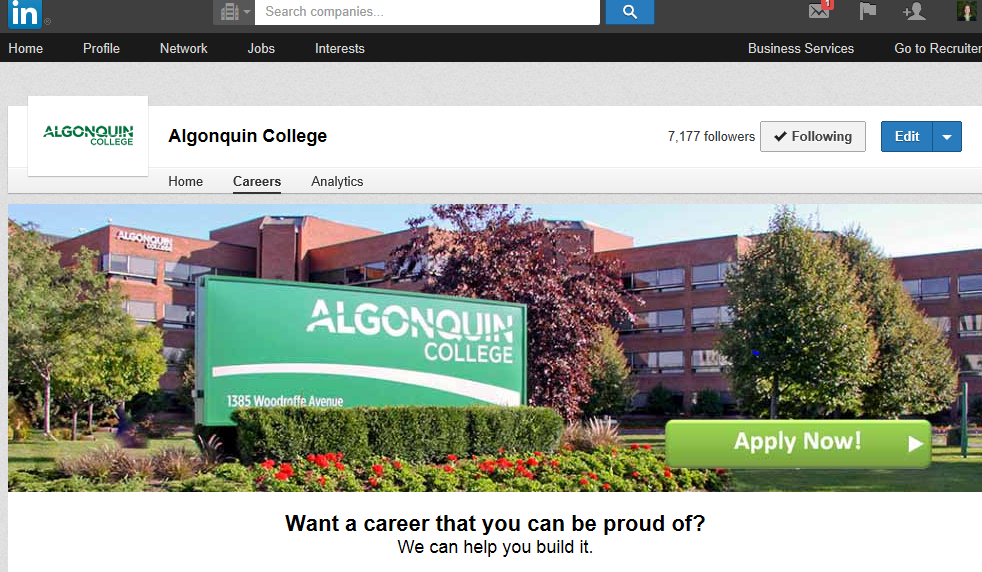 in ®
Search companies...
1
Home Profile Network Jobs Interests Business Services Go to Recruiter
ALGONQUIN
COLLEGE
Algonquin College
7,177 followers
Following
Edit
Home Careers Analytics
ALGONQUIN
COLLEGE
ALGONQUIN
COLLEGE
1385 Woodroffe Avenue
Apply Now!
Want a career that you can be proud of?
We can help you build it.